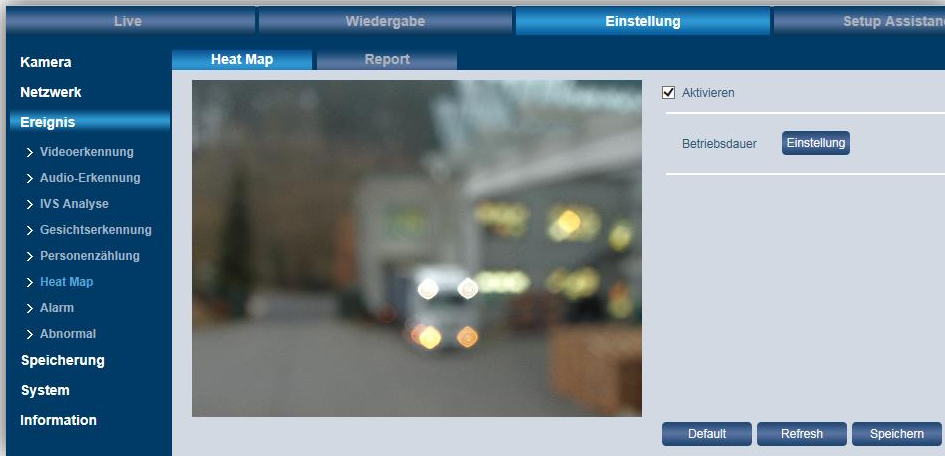 Live Wiedergabe Einstellung Setup Assistan
Heat Map Report
Kamera
Netzwerk
Ereignis
Videoerkennung
Audio-Erkennung
IVS Analyse
Gesichtserkennung
Personenzählung
Heat Map
Alarm
Abnormal
Speicherung
System
Information
Aktivieren
Betriebsdauer Einstellung
Default Refresh Speichern